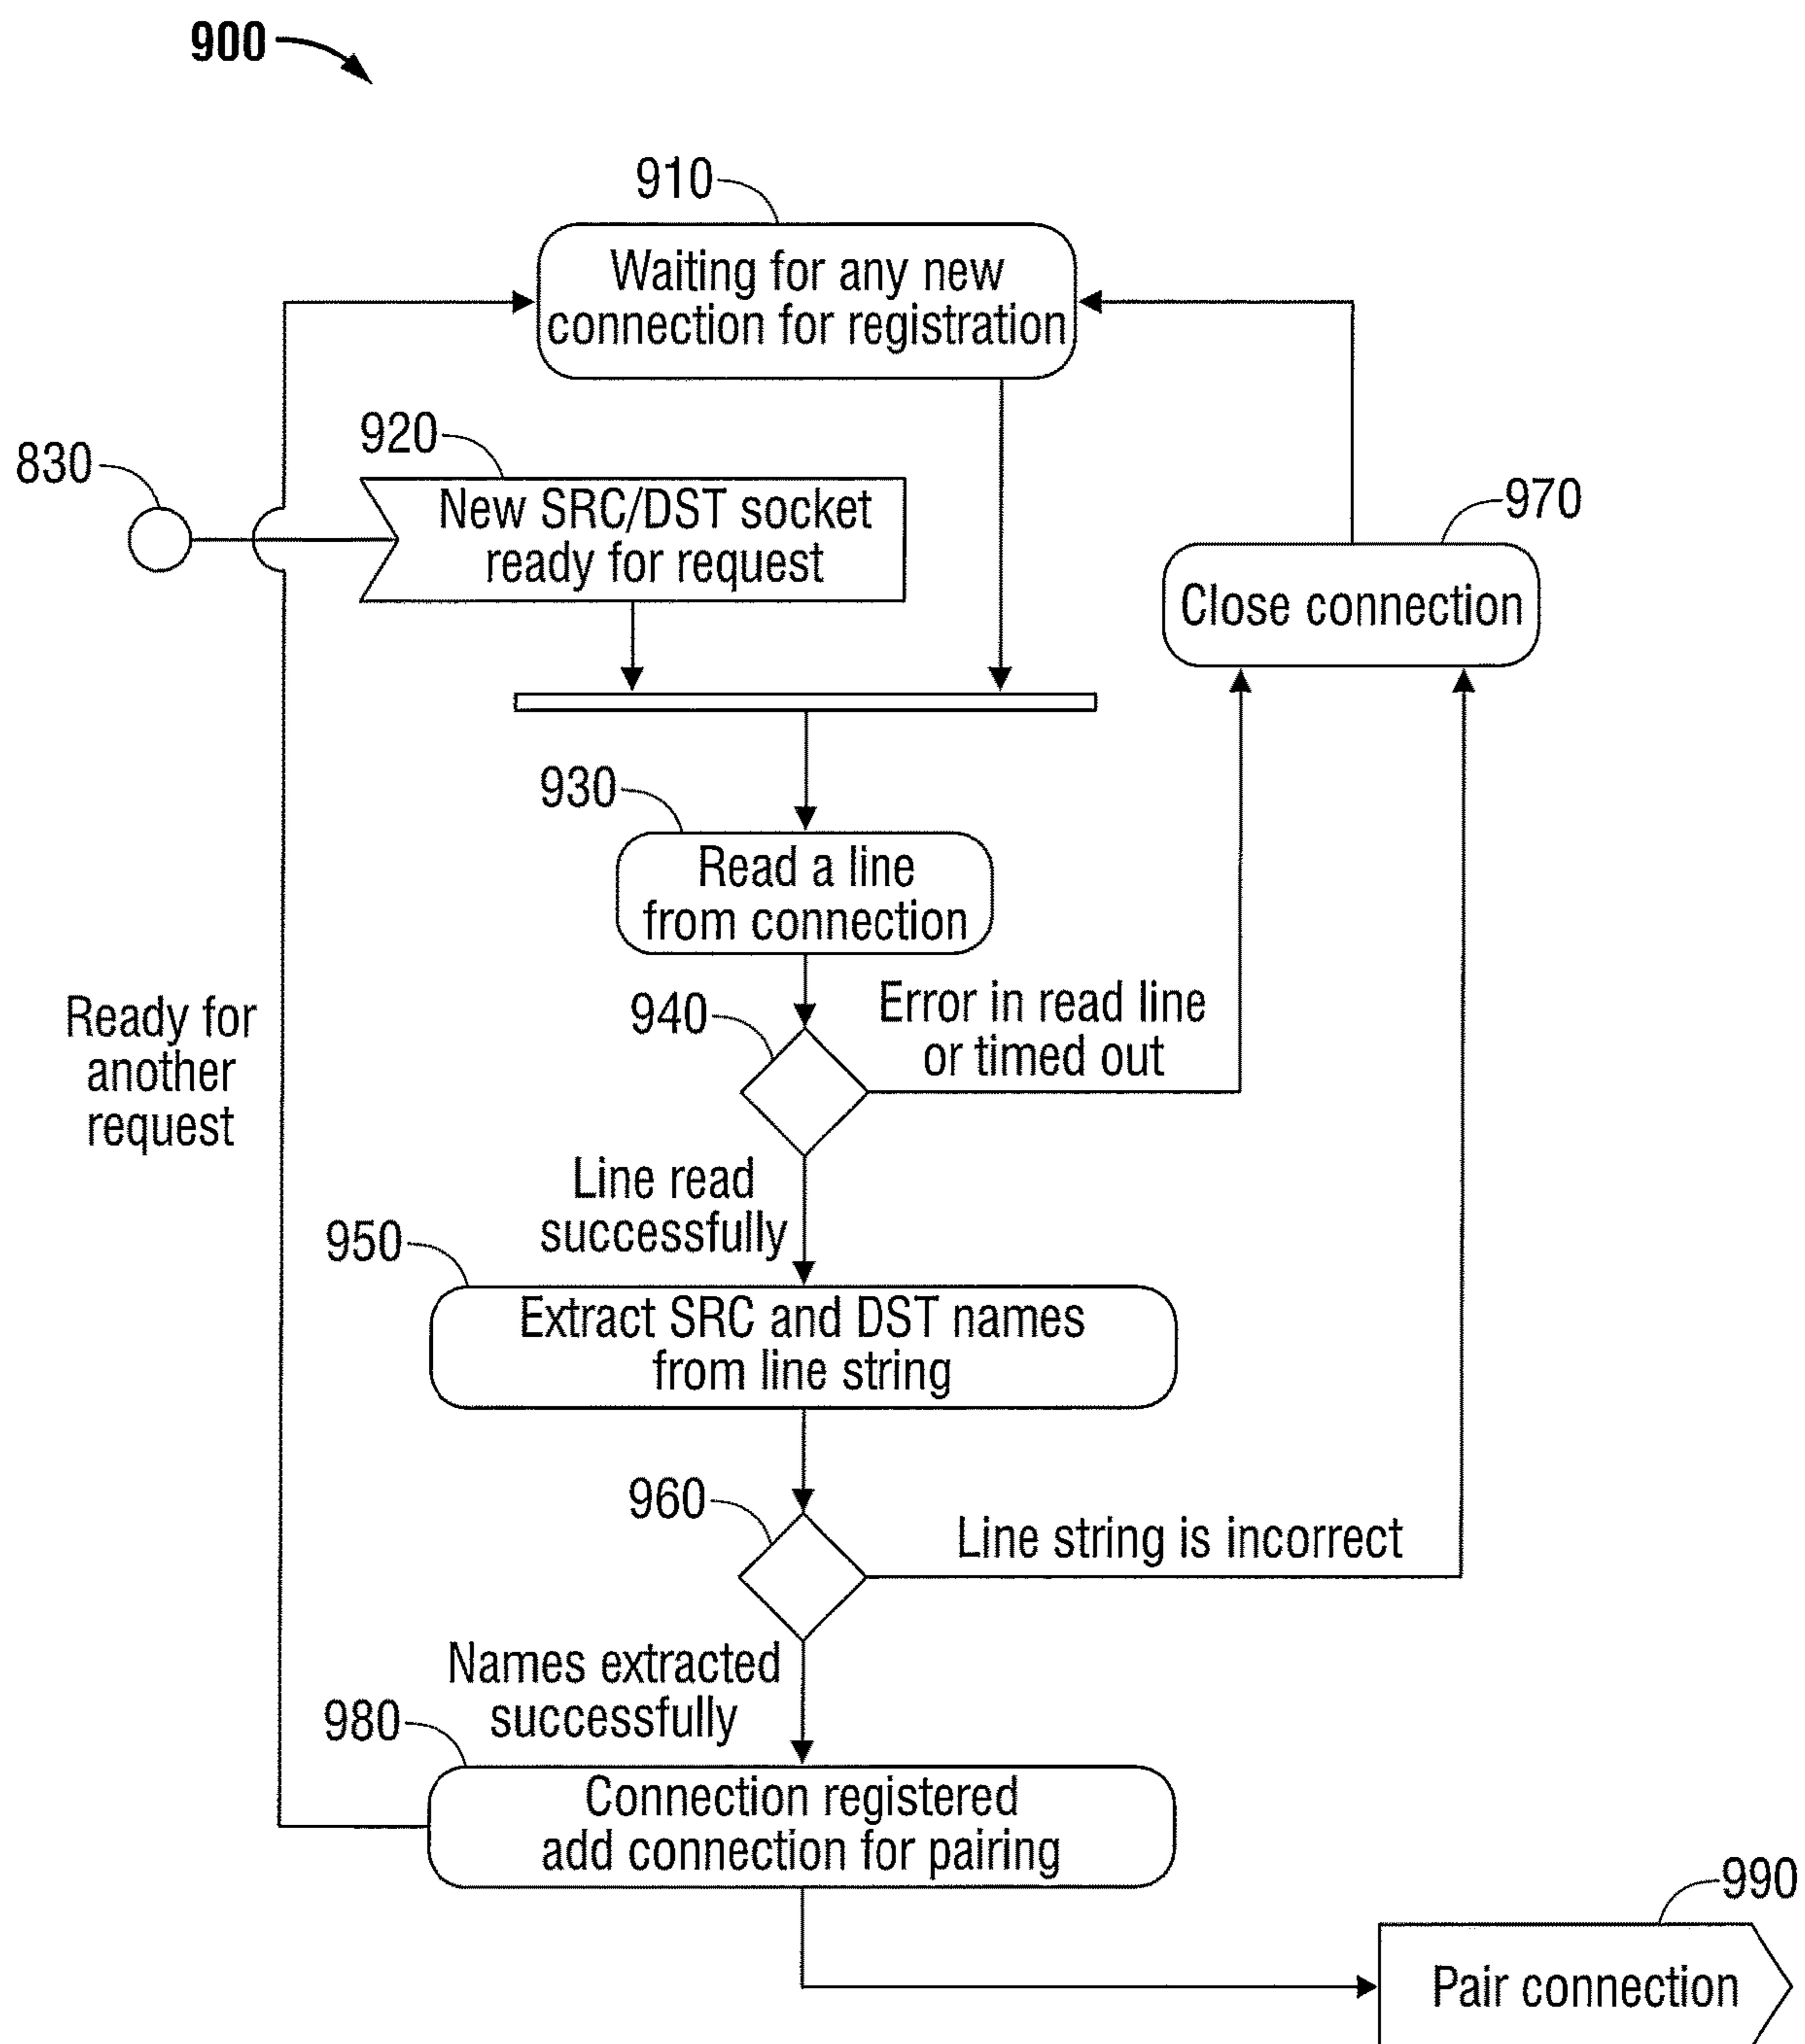 900
910
Waiting for any new
connection for registration
920
830
New SRC/DST socket
ready for request
970
Close connection
930
Read a line
from connection
940
Error in read line
or timed out
Ready for
another
request
Line read
successfully
950
Extract SRC and DST names
from line string
960
Line string is incorrect
Names extracted
successfully
980
Connection registered
add connection for pairing
990
Pair connection